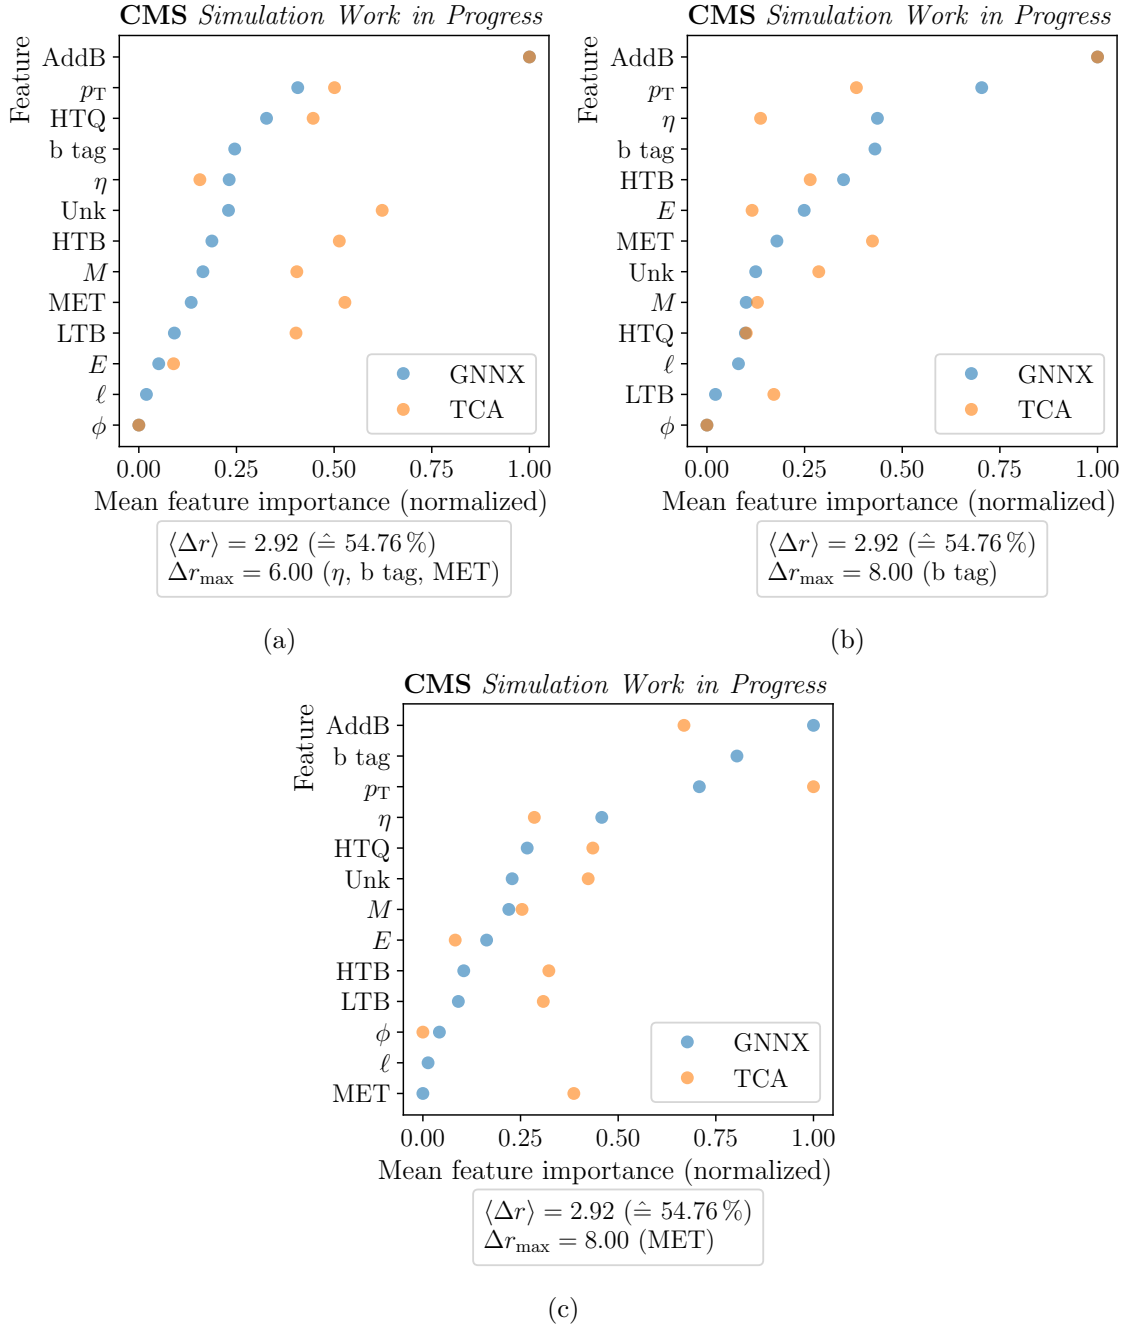 CMS Simulation Work in Progress
Feature
AddB
pT
HTQ
b tag
η
Unk
HTB
M
MET
LTB
E
ℓ
ϕ
GNNX
TCA
0.00 0.25 0.50 0.75 1.00
Mean feature importance (normalized)
⟨Δr⟩ = 2.92 (≙ 54.76 %)
Δrmax = 6.00 (η, b tag, MET)
(a)
CMS Simulation Work in Progress
Feature
AddB
pT
η
b tag
HTB
E
MET
Unk
M
HTQ
ℓ
LTB
ϕ
GNNX
TCA
0.00 0.25 0.50 0.75 1.00
Mean feature importance (normalized)
⟨Δr⟩ = 2.92 (≙ 54.76 %)
Δrmax = 8.00 (b tag)
(b)
CMS Simulation Work in Progress
Feature
AddB
b tag
pT
η
HTQ
Unk
M
E
HTB
LTB
ϕ
ℓ
MET
GNNX
TCA
0.00 0.25 0.50 0.75 1.00
Mean feature importance (normalized)
⟨Δr⟩ = 2.92 (≙ 54.76 %)
Δrmax = 8.00 (MET)
(c)